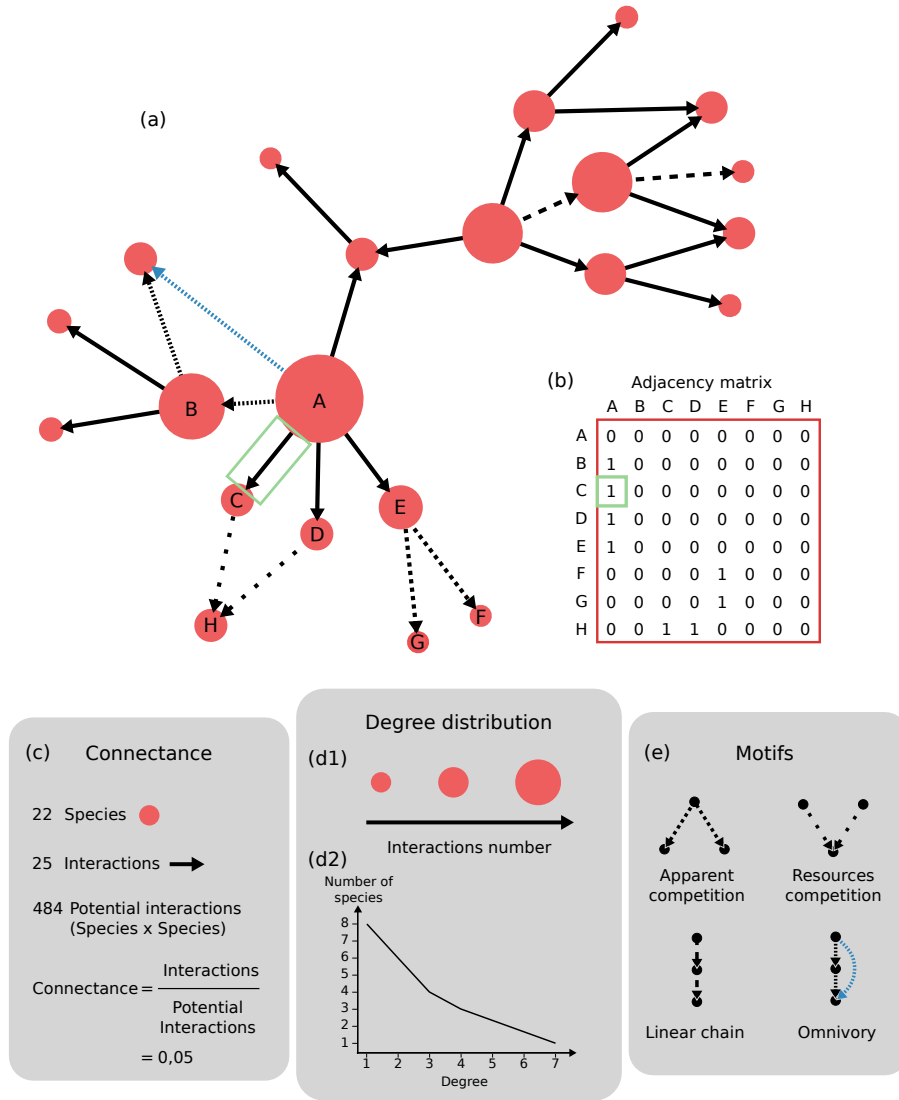 (a)
B
A
C
D
E
H
G
F
(b)
Adjacency matrix
A B C D E F G H
A 0 0 0 0 0 0 0 0
B 1 0 0 0 0 0 0 0
C 1 0 0 0 0 0 0 0
D 1 0 0 0 0 0 0 0
E 1 0 0 0 0 0 0 0
F 0 0 0 0 1 0 0 0
G 0 0 0 0 1 0 0 0
H 0 0 1 1 0 0 0 0
(c) Connectance
22 Species
25 Interactions
484 Potential interactions
(Species x Species)
Connectance = Interactions
Potential
Interactions
= 0,05
Degree distribution
(d1)
Interactions number
(d2)
Number of
species
8
7
6
5
4
3
2
1
1 2 3 4 5 6 7
Degree
(e) Motifs
Apparent
competition
Resources
competition
Linear chain
Omnivory